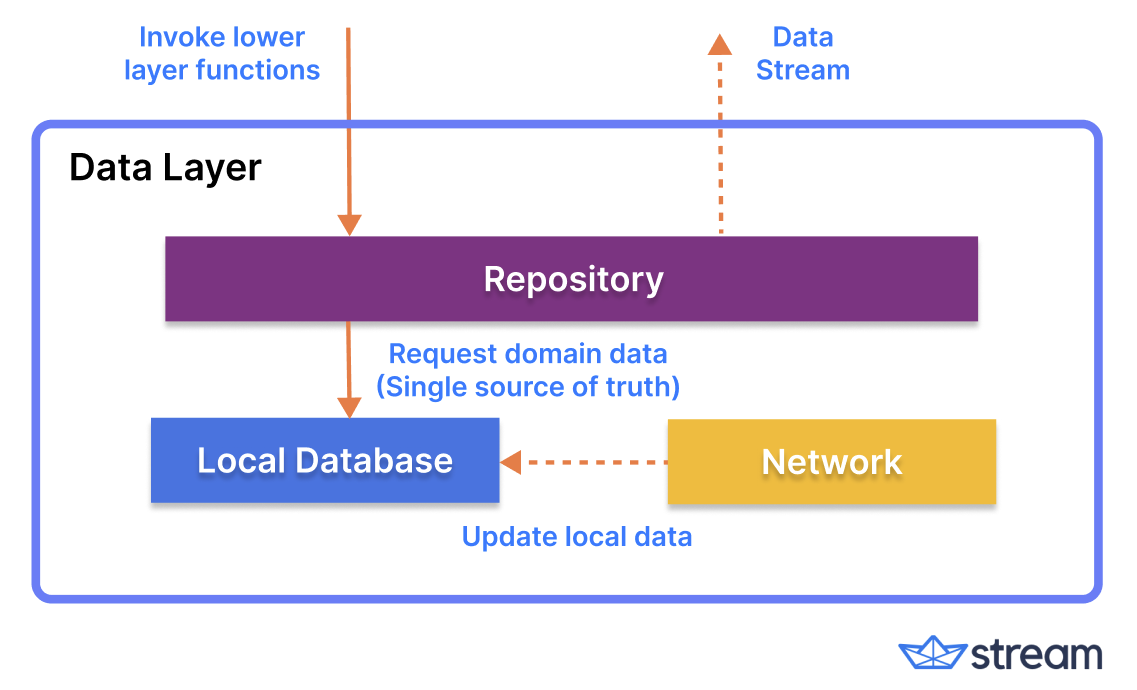 Invoke lower
layer functions
Data
Stream
Data Layer
Repository
Request domain data
(Single source of truth)
Local Database
Network
Update local data
stream